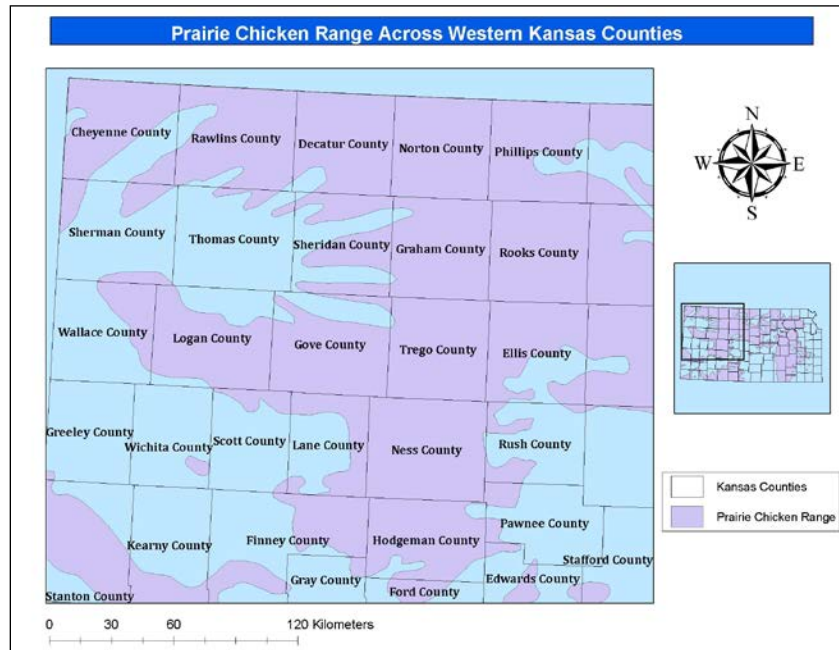 Prairie Chicken Range Across Western Kansas Counties
N
W E
S
Cheyenne County
Rawlins County
Decatur County
Norton County
Phillips County
Sherman County
Thomas County
Sheridan County
Graham County
Rooks County
Wallace County
Logan County
Gove County
Trego County
Ellis County
Greeley County
Wichita County
Scott County
Lane County
Ness County
Rush County
Kearny County
Finney County
Hodgeman County
Pawnee County
Stafford County
Stanton County
Gray County
Ford County
Edwards County
Kansas Counties
Prairie Chicken Range
0 30 60 120 Kilometers